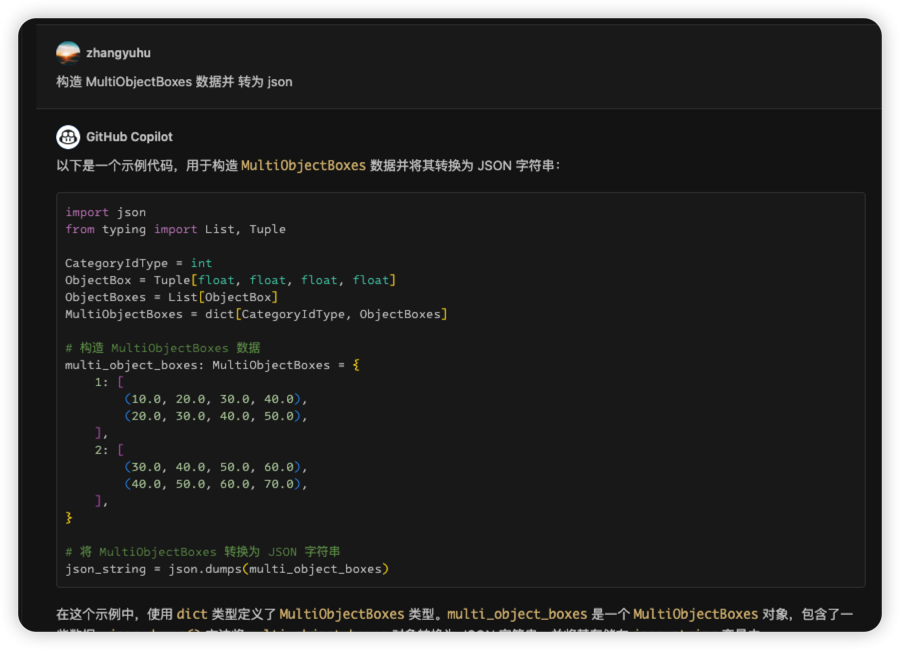 zhangyuhu
构造 MultiObjectBoxes 数据并 转为 json
GitHub Copilot
以下是一个示例代码，用于构造 MultiObjectBoxes 数据并将其转换为 JSON 字符串：
import json
from typing import List, Tuple
CategoryIdType = int
ObjectBox = Tuple[float, float, float, float]
ObjectBoxes = List[ObjectBox]
MultiObjectBoxes = dict[CategoryIdType, ObjectBoxes]
# 构造 MultiObjectBoxes 数据
multi_object_boxes: MultiObjectBoxes = {
1: [
(10.0, 20.0, 30.0, 40.0),
(20.0, 30.0, 40.0, 50.0),
],
2: [
(30.0, 40.0, 50.0, 60.0),
(40.0, 50.0, 60.0, 70.0),
],
}
# 将 MultiObjectBoxes 转换为 JSON 字符串
json_string = json.dumps(multi_object_boxes)
在这个示例中，使用 dict 类型定义了 MultiObjectBoxes 类型。multi_object_boxes 是一个 MultiObjectBoxes 对象，包含了一